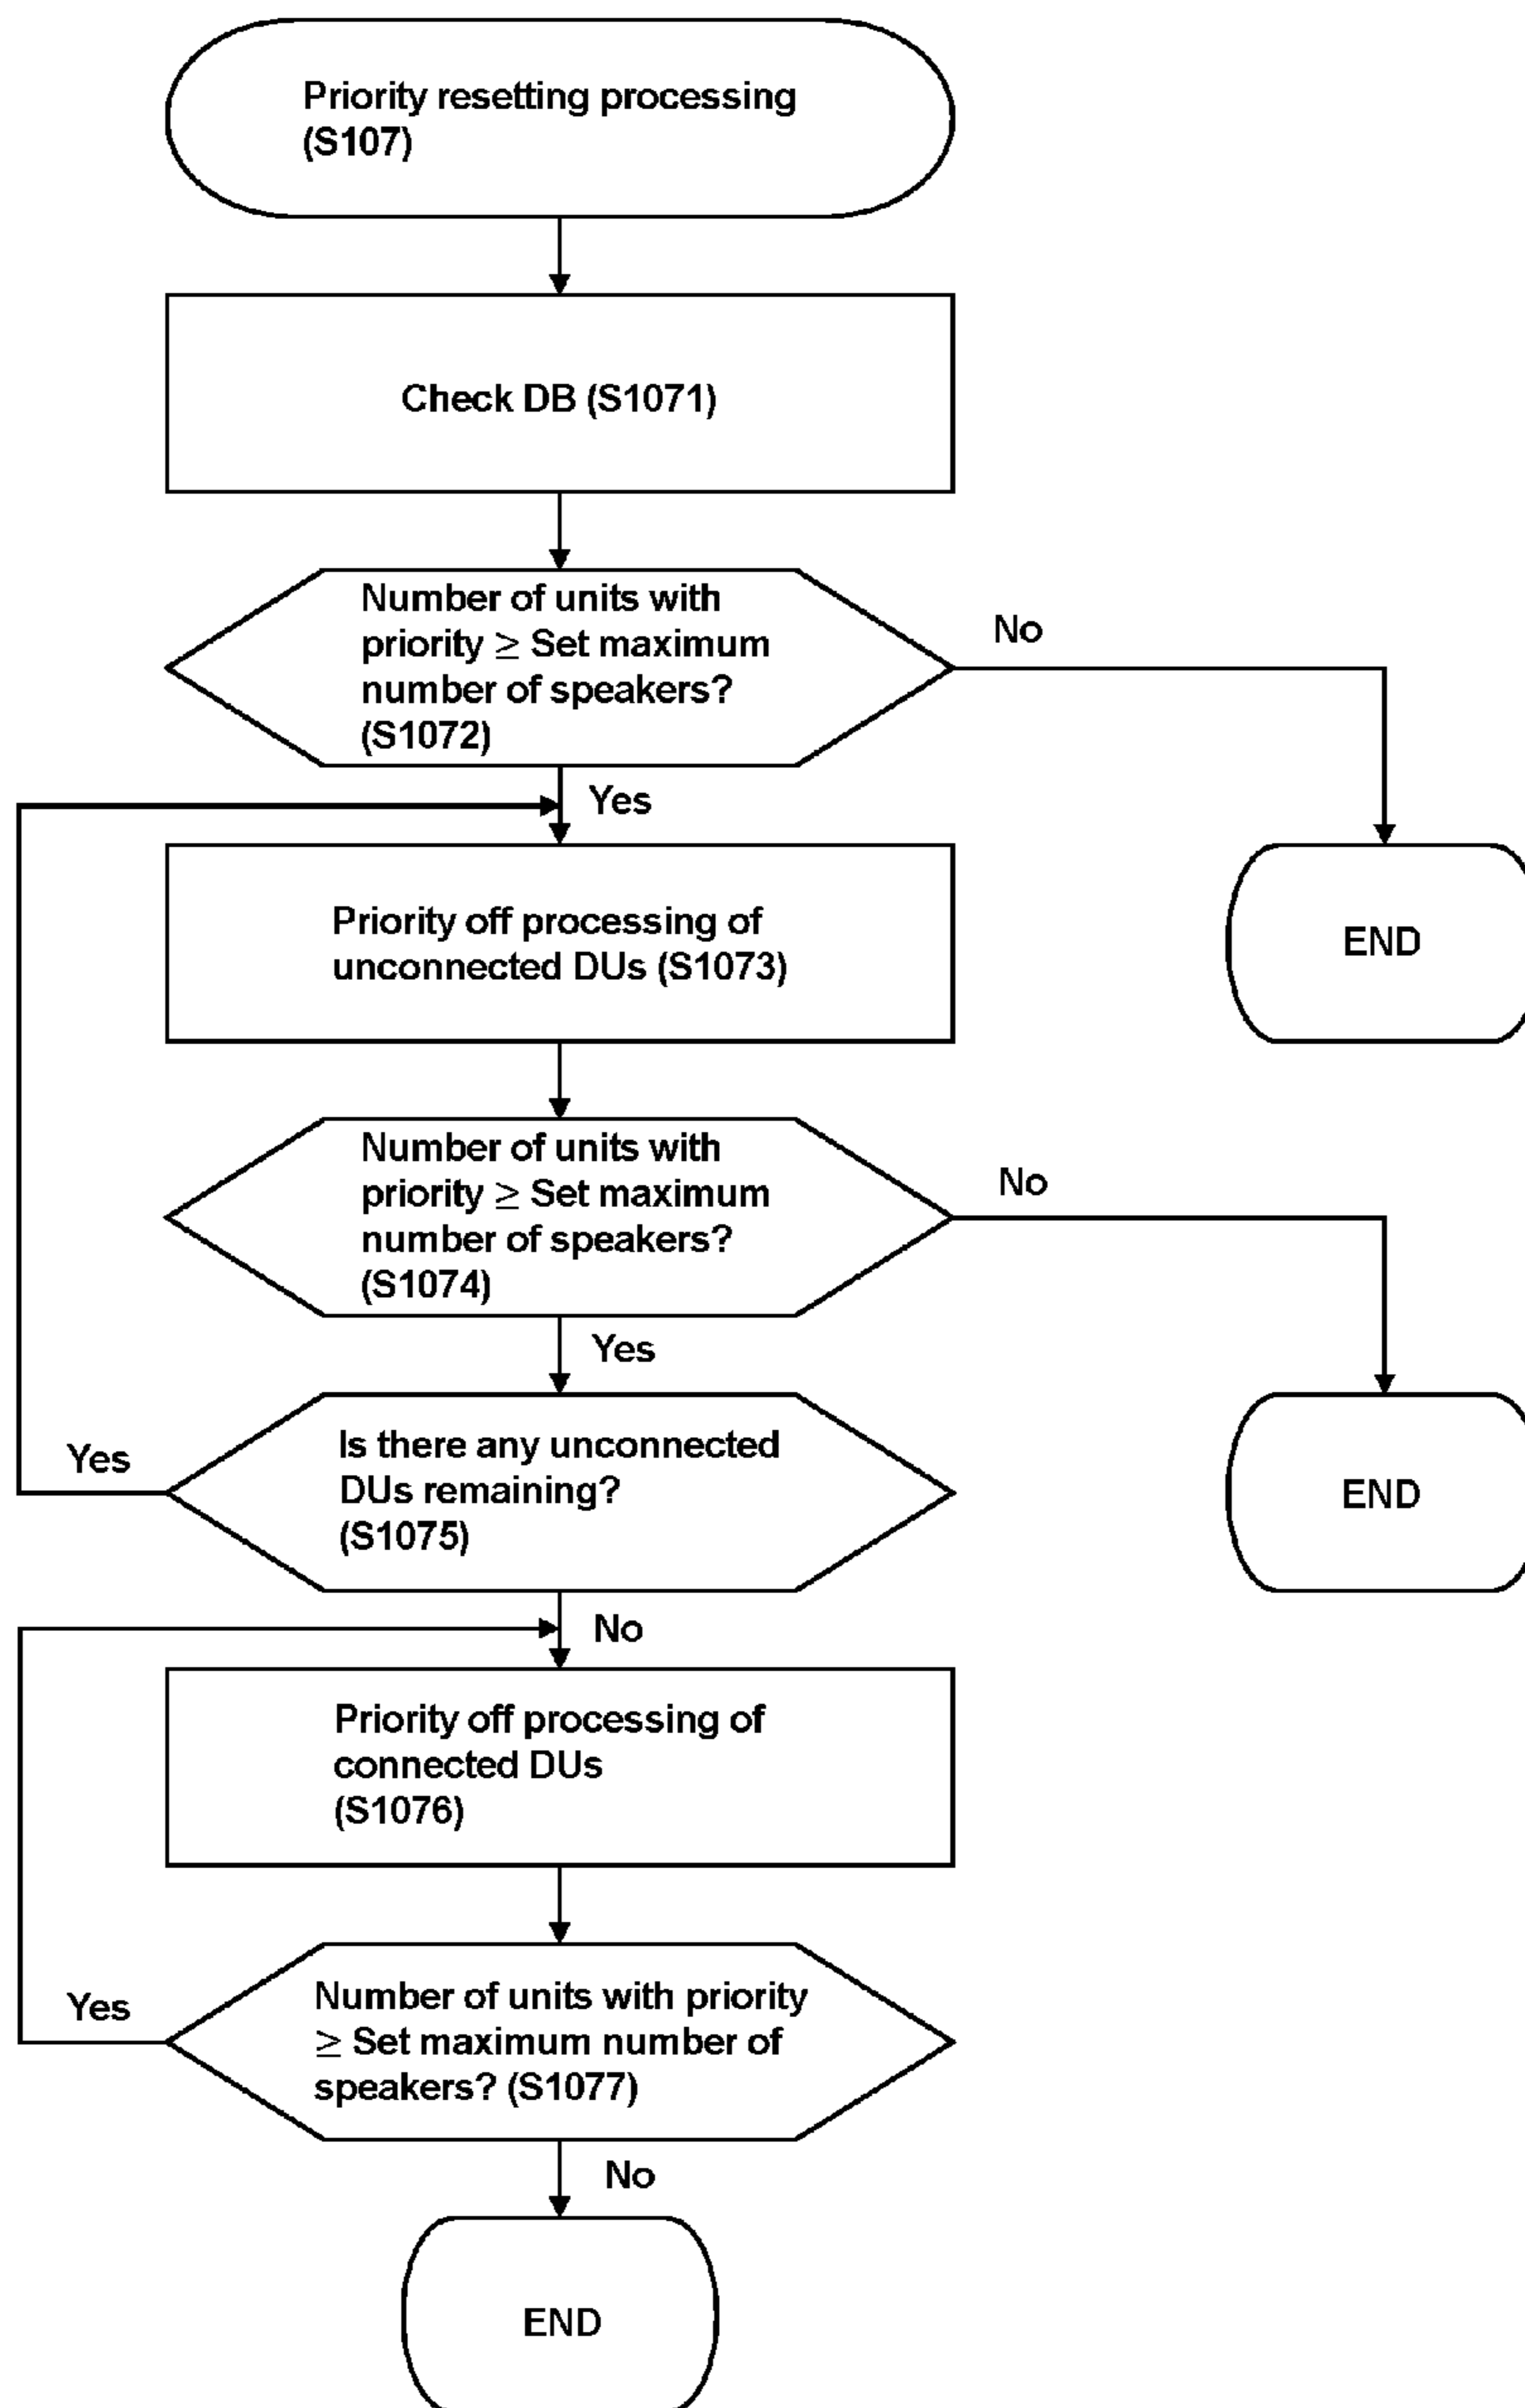 Priority resetting processing
(S107)
Check DB (S1071)
Number of units with
priority ≥ Set maximum
number of speakers?
(S1072)
No
Yes
Priority off processing of
unconnected DUs (S1073)
END
Number of units with
priority ≥ Set maximum
number of speakers?
(S1074)
No
Yes
Is there any unconnected
DUs remaining?
(S1075)
Yes
END
No
Priority off processing of
connected DUs
(S1076)
Number of units with priority
≥ Set maximum number of
speakers? (S1077)
Yes
No
END